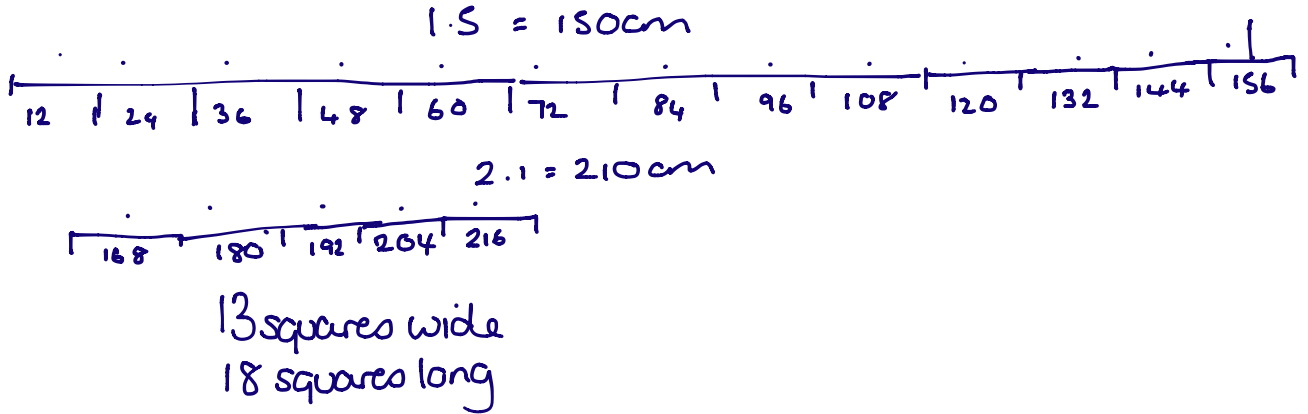 1.5 = 150cm
12 24 36 48 60 72 84 96 108 120 132 144 156
2.1 = 210cm
168 180 192 204 216
13 squares wide
18 squares long